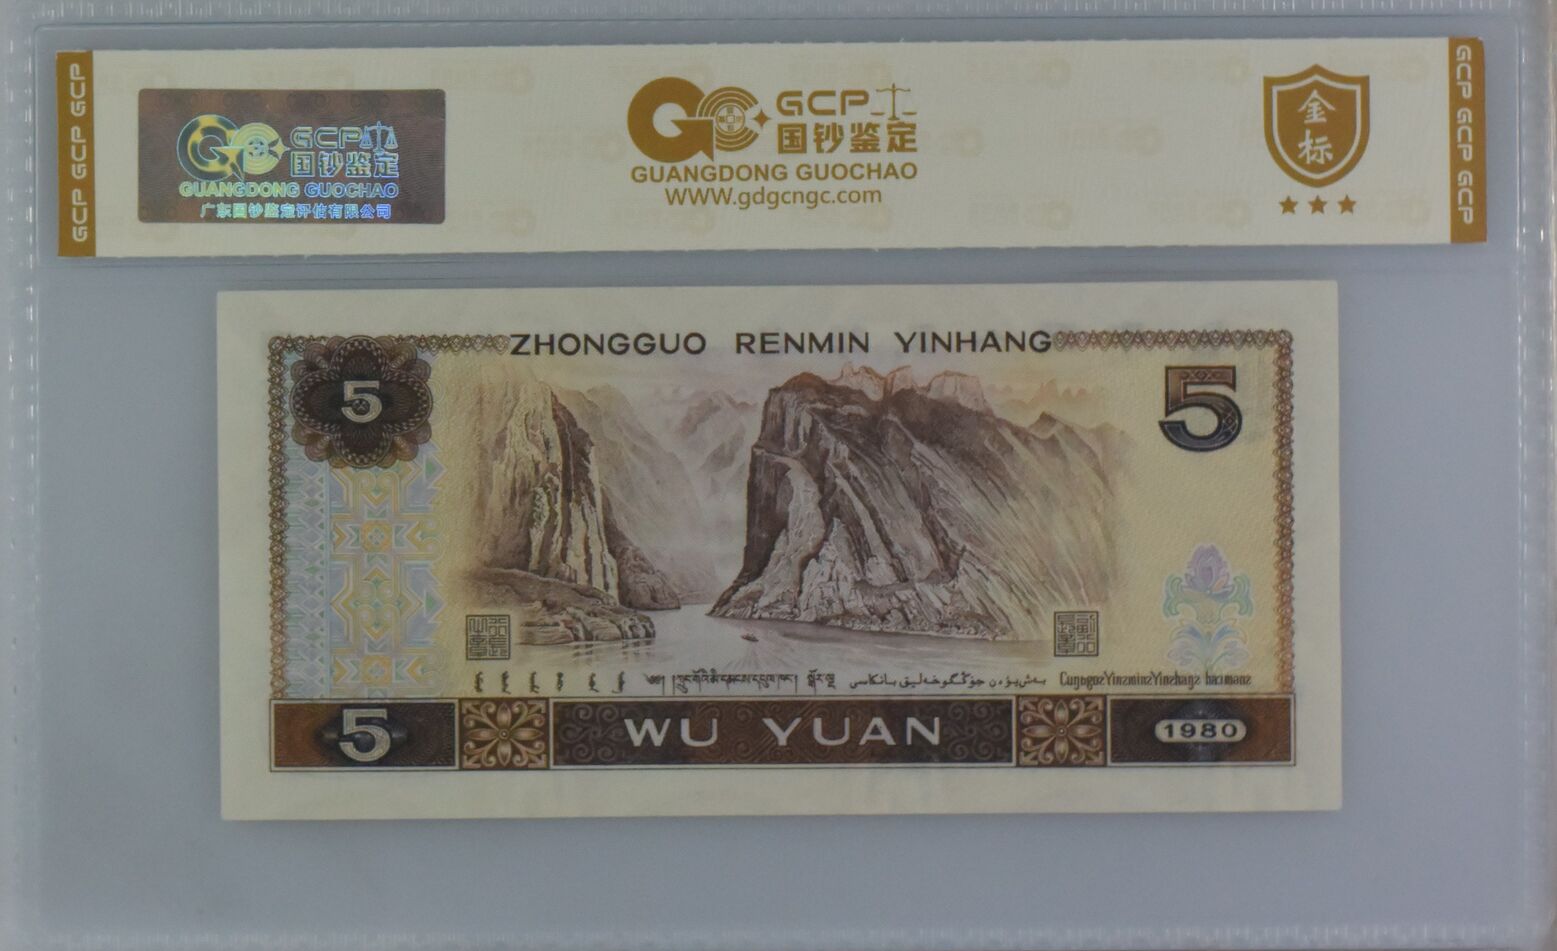 GCP GCP GCP
GCP
国钞鉴定
GUANGDONG GUOCHAO
广东国钞鉴定评估有限公司
GCP
国钞鉴定
GUANGDONG GUOCHAO
WWW.gdgcngc.com
金
标
GCP GCP GCP
ZHONGGUO RENMIN YINHANG
5
5
5
WU YUAN
1980